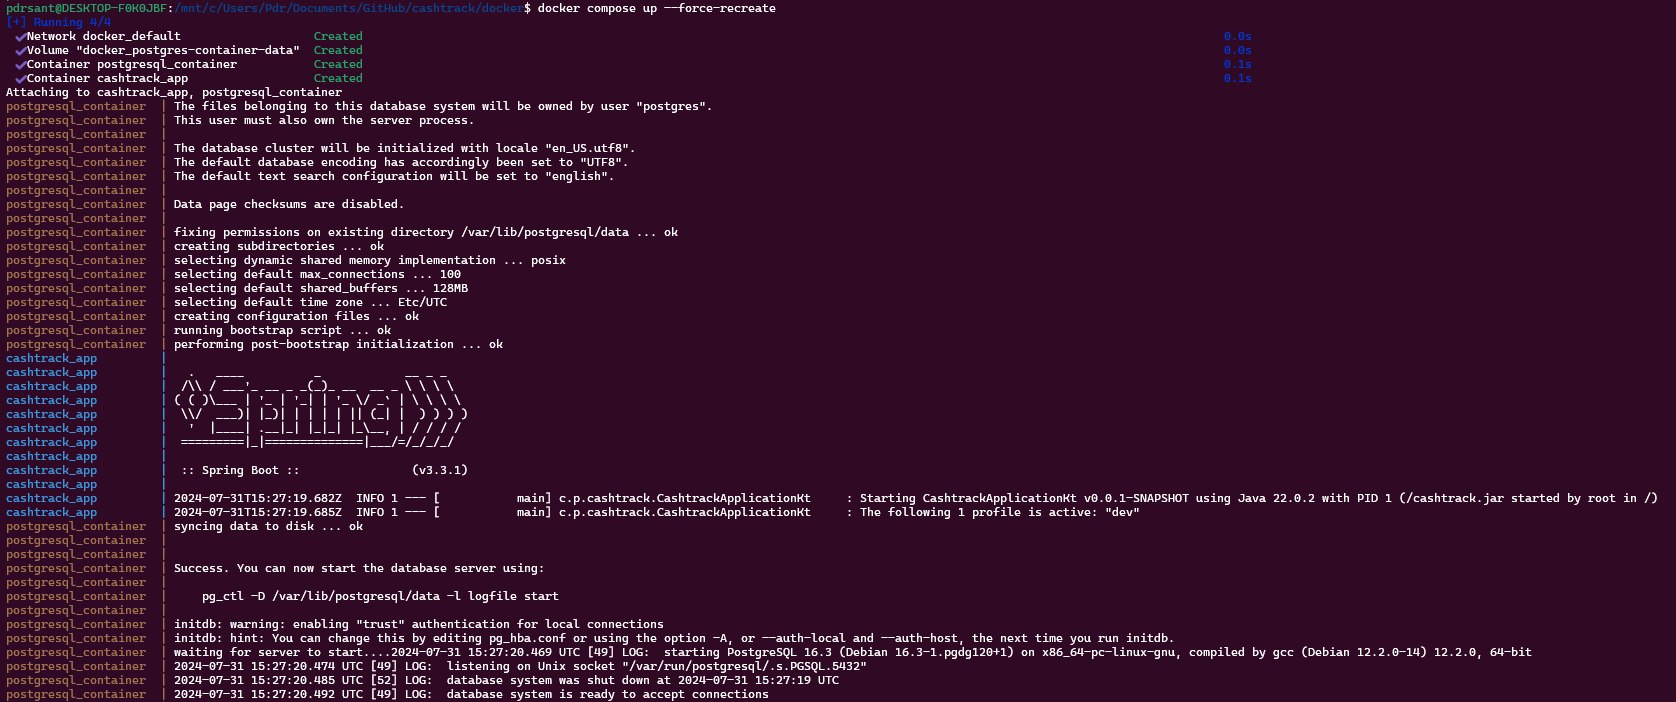 pdrsant@DESKTOP-F0K0JBF:/mnt/c/Users/Pdr/Documents/GitHub/cashtrack/docker$ docker compose up --force-recreate
[+] Running 4/4
 ✔Network docker_default                   Created                                                                                                                           0.0s
 ✔Volume "docker_postgres-container-data"  Created                                                                                                                           0.0s
 ✔Container postgresql_container           Created                                                                                                                           0.1s
 ✔Container cashtrack_app                  Created                                                                                                                           0.1s
Attaching to cashtrack_app, postgresql_container
postgresql_container  | The files belonging to this database system will be owned by user "postgres".
postgresql_container  | This user must also own the server process.
postgresql_container  |
postgresql_container  | The database cluster will be initialized with locale "en_US.utf8".
postgresql_container  | The default database encoding has accordingly been set to "UTF8".
postgresql_container  | The default text search configuration will be set to "english".
postgresql_container  |
postgresql_container  | Data page checksums are disabled.
postgresql_container  |
postgresql_container  | fixing permissions on existing directory /var/lib/postgresql/data ... ok
postgresql_container  | creating subdirectories ... ok
postgresql_container  | selecting dynamic shared memory implementation ... posix
postgresql_container  | selecting default max_connections ... 100
postgresql_container  | selecting default shared_buffers ... 128MB
postgresql_container  | selecting default time zone ... Etc/UTC
postgresql_container  | creating configuration files ... ok
postgresql_container  | running bootstrap script ... ok
postgresql_container  | performing post-bootstrap initialization ... ok
cashtrack_app         |
cashtrack_app         |   .   ____          _            __ _ _
cashtrack_app         |  /\\ / ___'_ __ _ _(_)_ __  __ _ \ \ \ \
cashtrack_app         | ( ( )\___ | '_ | '_| | '_ \/ _` | \ \ \ \
cashtrack_app         |  \\/  ___)| |_)| | | | | || (_| |  ) ) ) )
cashtrack_app         |   '  |____| .__|_| |_|_| |_\__, | / / / /
cashtrack_app         |  =========|_|==============|___/=/_/_/_/
cashtrack_app         |
cashtrack_app         |  :: Spring Boot ::                (v3.3.1)
cashtrack_app         |
cashtrack_app         | 2024-07-31T15:27:19.682Z  INFO 1 --- [           main] c.p.cashtrack.CashtrackApplicationKt     : Starting CashtrackApplicationKt v0.0.1-SNAPSHOT using Java 22.0.2 with PID 1 (/cashtrack.jar started by root in /)
cashtrack_app         | 2024-07-31T15:27:19.685Z  INFO 1 --- [           main] c.p.cashtrack.CashtrackApplicationKt     : The following 1 profile is active: "dev"
postgresql_container  | syncing data to disk ... ok
postgresql_container  |
postgresql_container  |
postgresql_container  | Success. You can now start the database server using:
postgresql_container  |
postgresql_container  |     pg_ctl -D /var/lib/postgresql/data -l logfile start
postgresql_container  |
postgresql_container  | initdb: warning: enabling "trust" authentication for local connections
postgresql_container  | initdb: hint: You can change this by editing pg_hba.conf or using the option -A, or --auth-local and --auth-host, the next time you run initdb.
postgresql_container  | waiting for server to start....2024-07-31 15:27:20.469 UTC [49] LOG:  starting PostgreSQL 16.3 (Debian 16.3-1.pgdg120+1) on x86_64-pc-linux-gnu, compiled by gcc (Debian 12.2.0-14) 12.2.0, 64-bit
postgresql_container  | 2024-07-31 15:27:20.474 UTC [49] LOG:  listening on Unix socket "/var/run/postgresql/.s.PGSQL.5432"
postgresql_container  | 2024-07-31 15:27:20.485 UTC [52] LOG:  database system was shut down at 2024-07-31 15:27:19 UTC
postgresql_container  | 2024-07-31 15:27:20.492 UTC [49] LOG:  database system is ready to accept connections